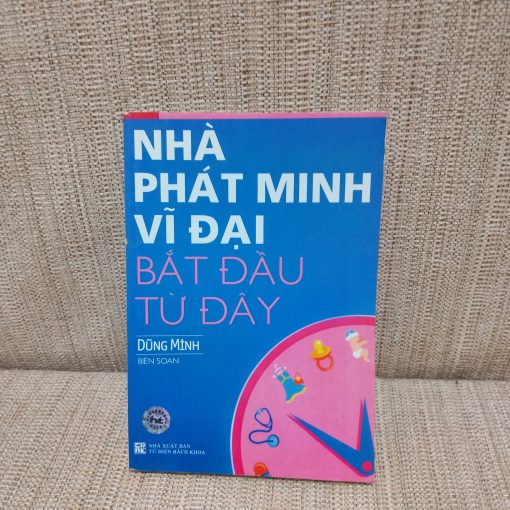 NHÀ
PHÁT MINH
VĨ ĐẠI
BẮT ĐẦU
TỪ ĐÂY
DŨNG MINH
BIÊN SOẠN
NHÀ XUẤT BẢN
TỪ ĐIỂN BÁCH KHOA